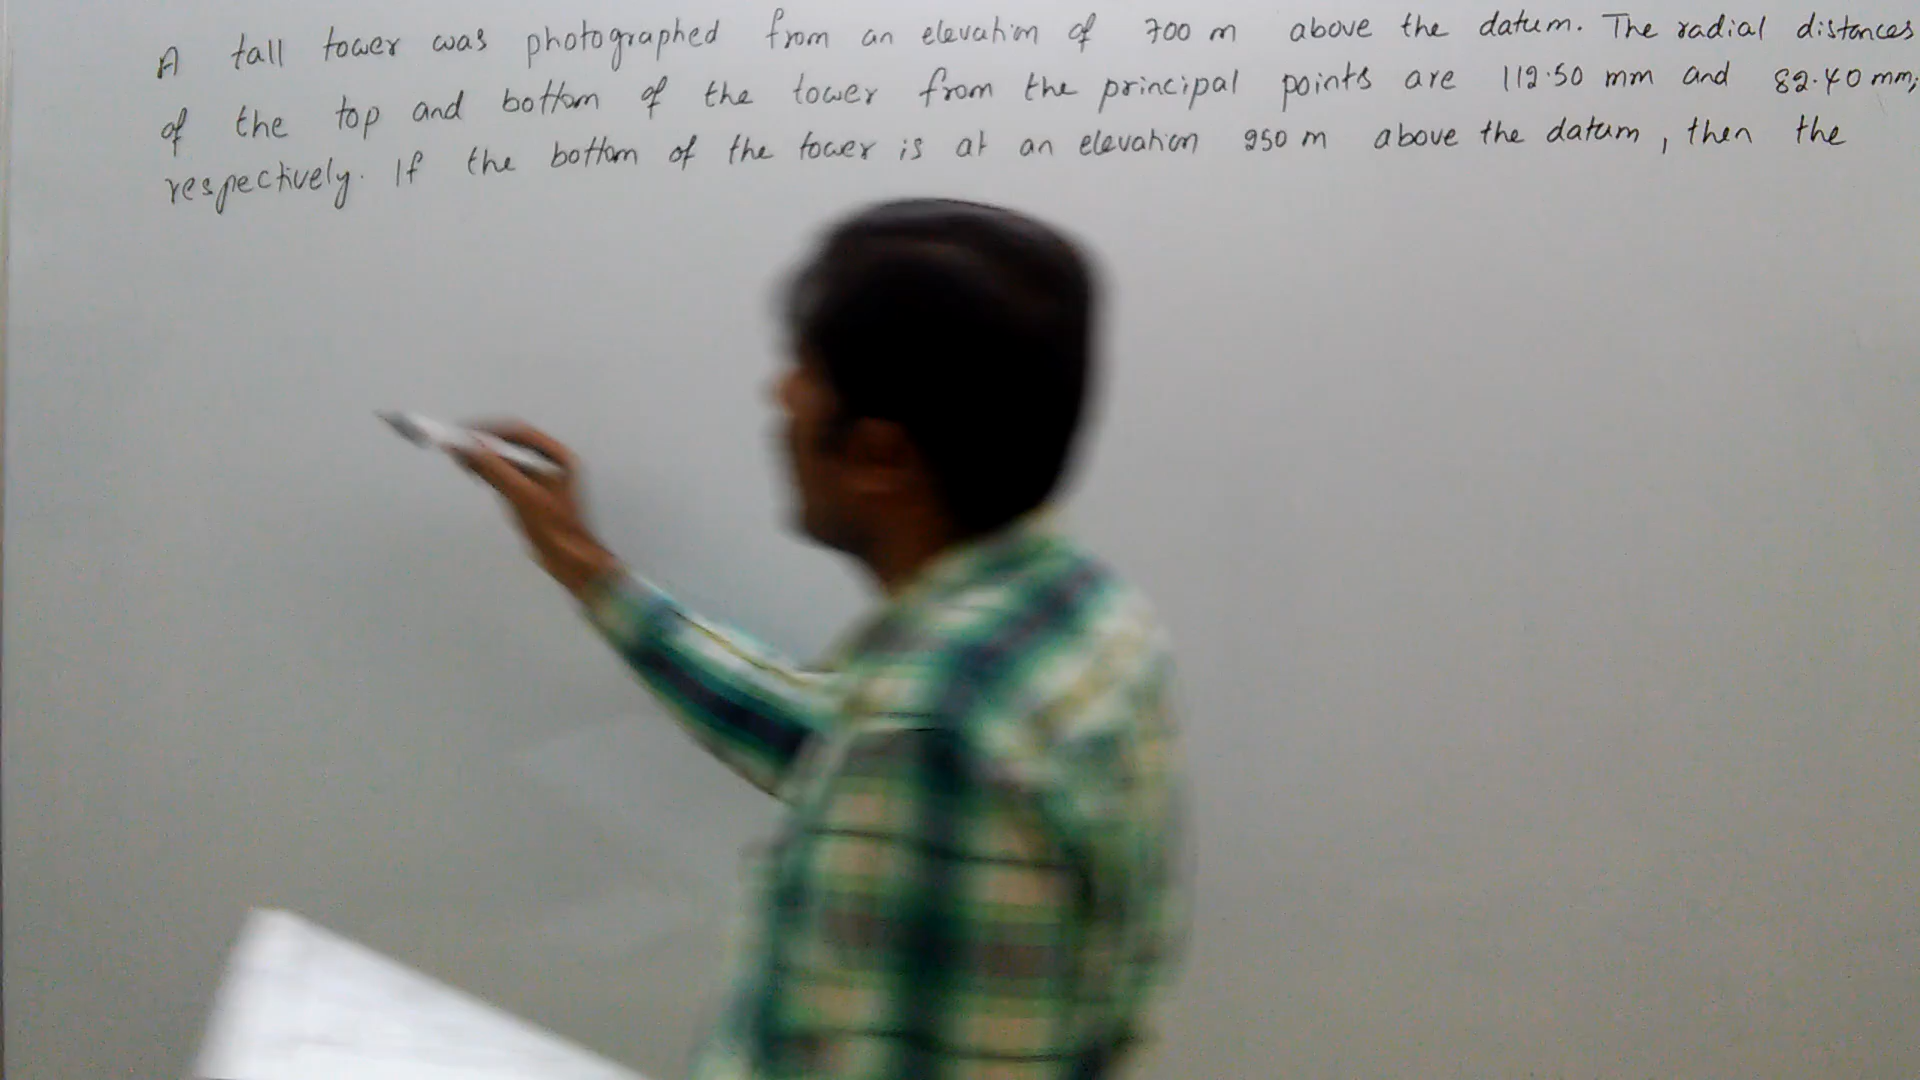 A tall tower was photographed from an elevation of 700 m above the datum. The radial distances
of the top and bottom of the tower from the principal points are 112.50 mm and 82.40 mm,
respectively. If the bottom of the tower is at an elevation 250 m above the datum, then the